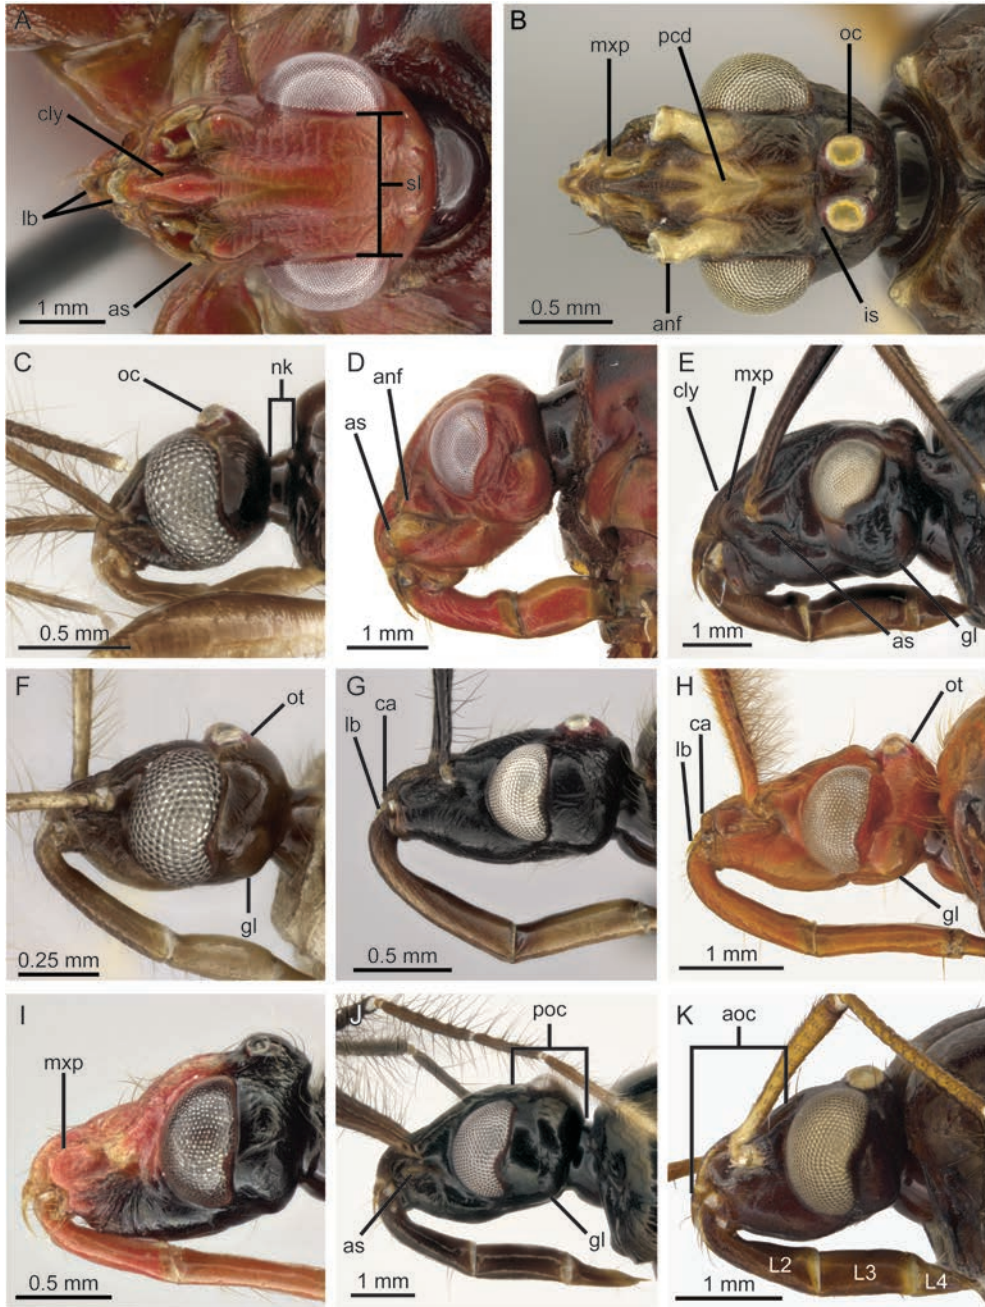 A
cly
sl
lb
as
1 mm
B
mxp
pcd
oc
anf
is
0.5 mm
C
oc
nk
0.5 mm
D
anf
as
1 mm
E
cly
mxp
as
gl
1 mm
F
ot
gl
0.25 mm
G
ca
lb
0.5 mm
H
ot
ca
lb
gl
1 mm
I
mxp
0.5 mm
J
poc
as
gl
1 mm
K
aoc
L2 L3 L4
1 mm